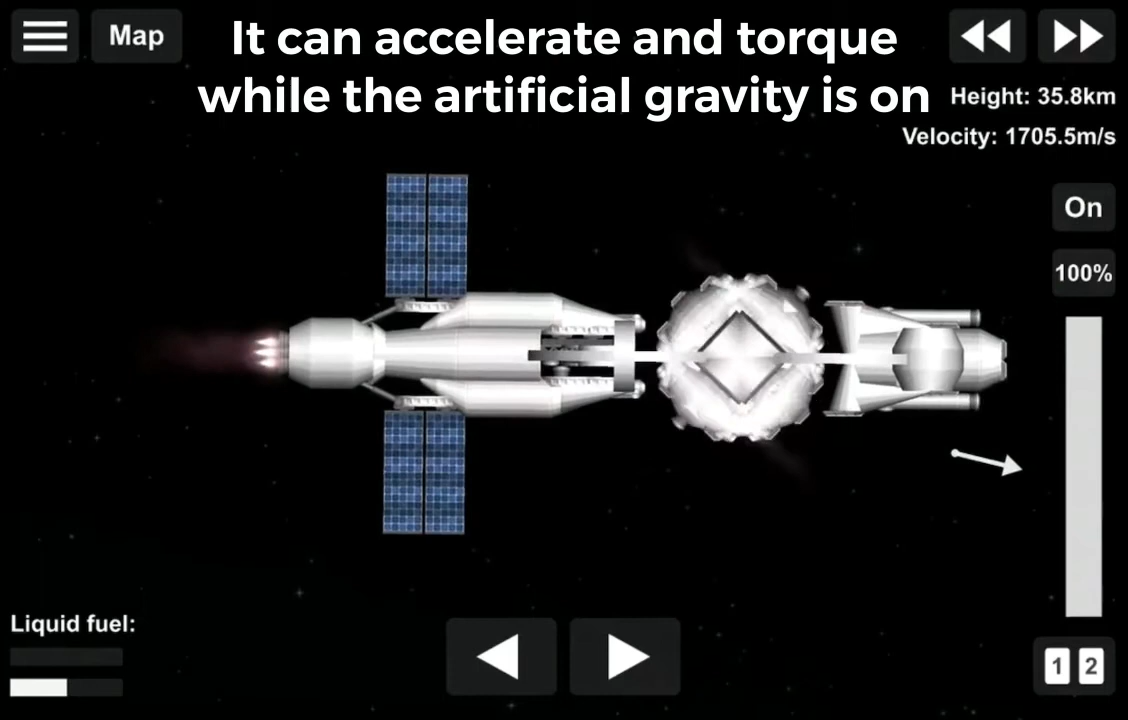 Map
It can accelerate and torque
while the artificial gravity is on
Height: 35.8km
Velocity: 1705.5m/s
On
100%
Liquid fuel:
1 2